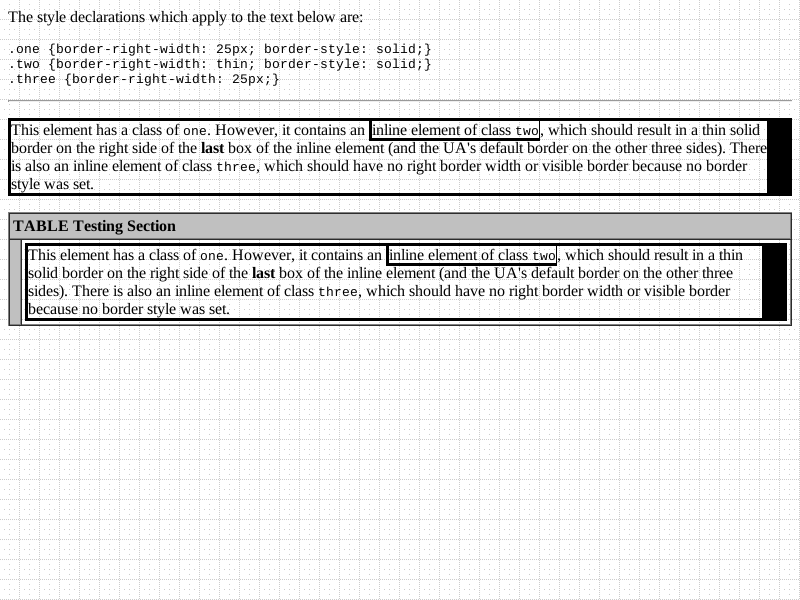 The style declarations which apply to the text below are:
.one {border-right-width: 25px; border-style: solid;}
.two {border-right-width: thin; border-style: solid;}
.three {border-right-width: 25px;}
This element has a class of one. However, it contains an inline element of class two, which should result in a thin solid
border on the right side of the last box of the inline element (and the UA's default border on the other three sides). There
is also an inline element of class three, which should have no right border width or visible border because no border
style was set.
TABLE Testing Section
This element has a class of one. However, it contains an inline element of class two, which should result in a thin
solid border on the right side of the last box of the inline element (and the UA's default border on the other three
sides). There is also an inline element of class three, which should have no right border width or visible border
because no border style was set.